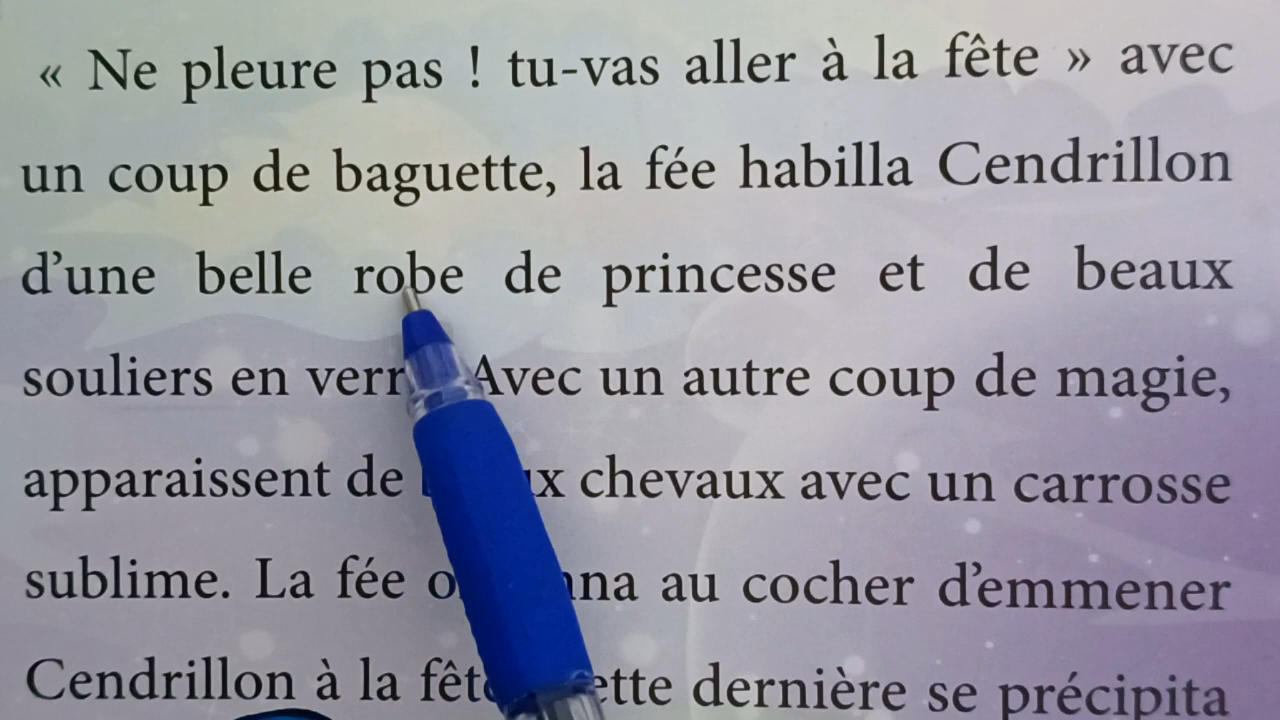 « Ne pleure pas ! tu-vas aller à la fête » avec
un coup de baguette, la fée habilla Cendrillon
d'une belle robe de princesse et de beaux
souliers en Avec un autre coup de magie,
apparaissent de chevaux avec un carrosse
sublime. La fée au cocher d'emmener
Cendrillon à la dernière se précipita